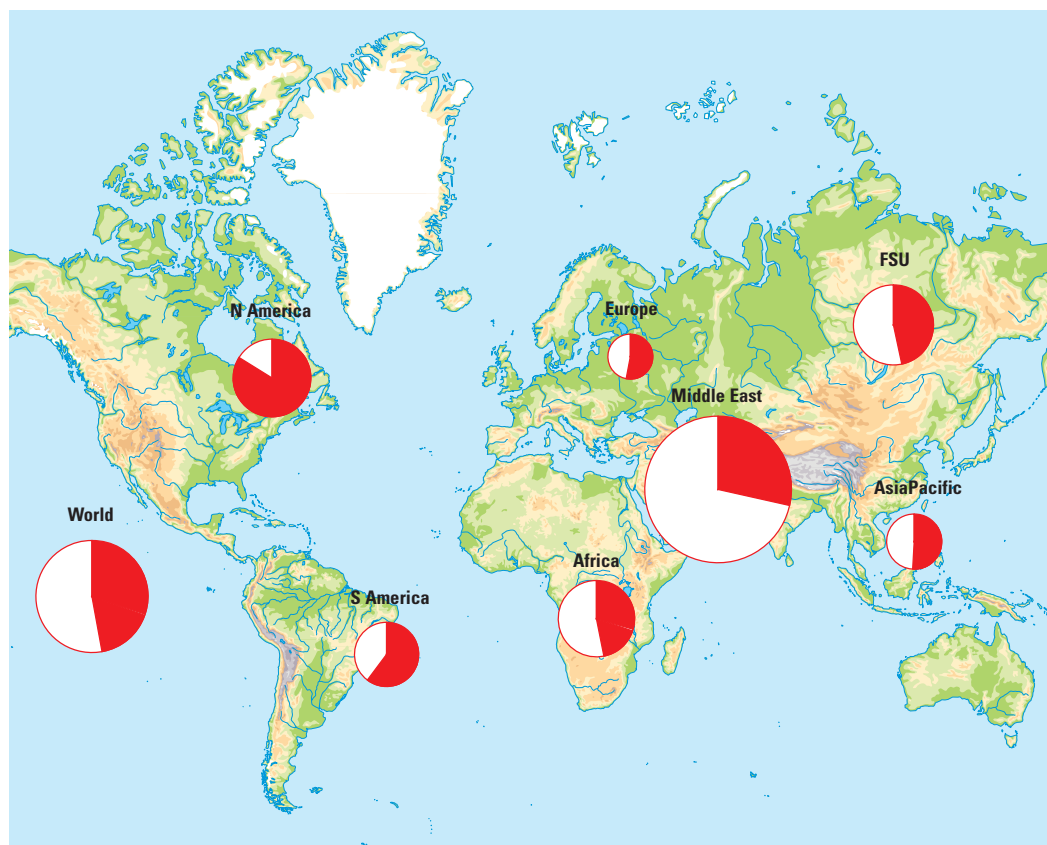 FSU
N America
Europe
Middle East
AsiaPacific
World
Africa
S America